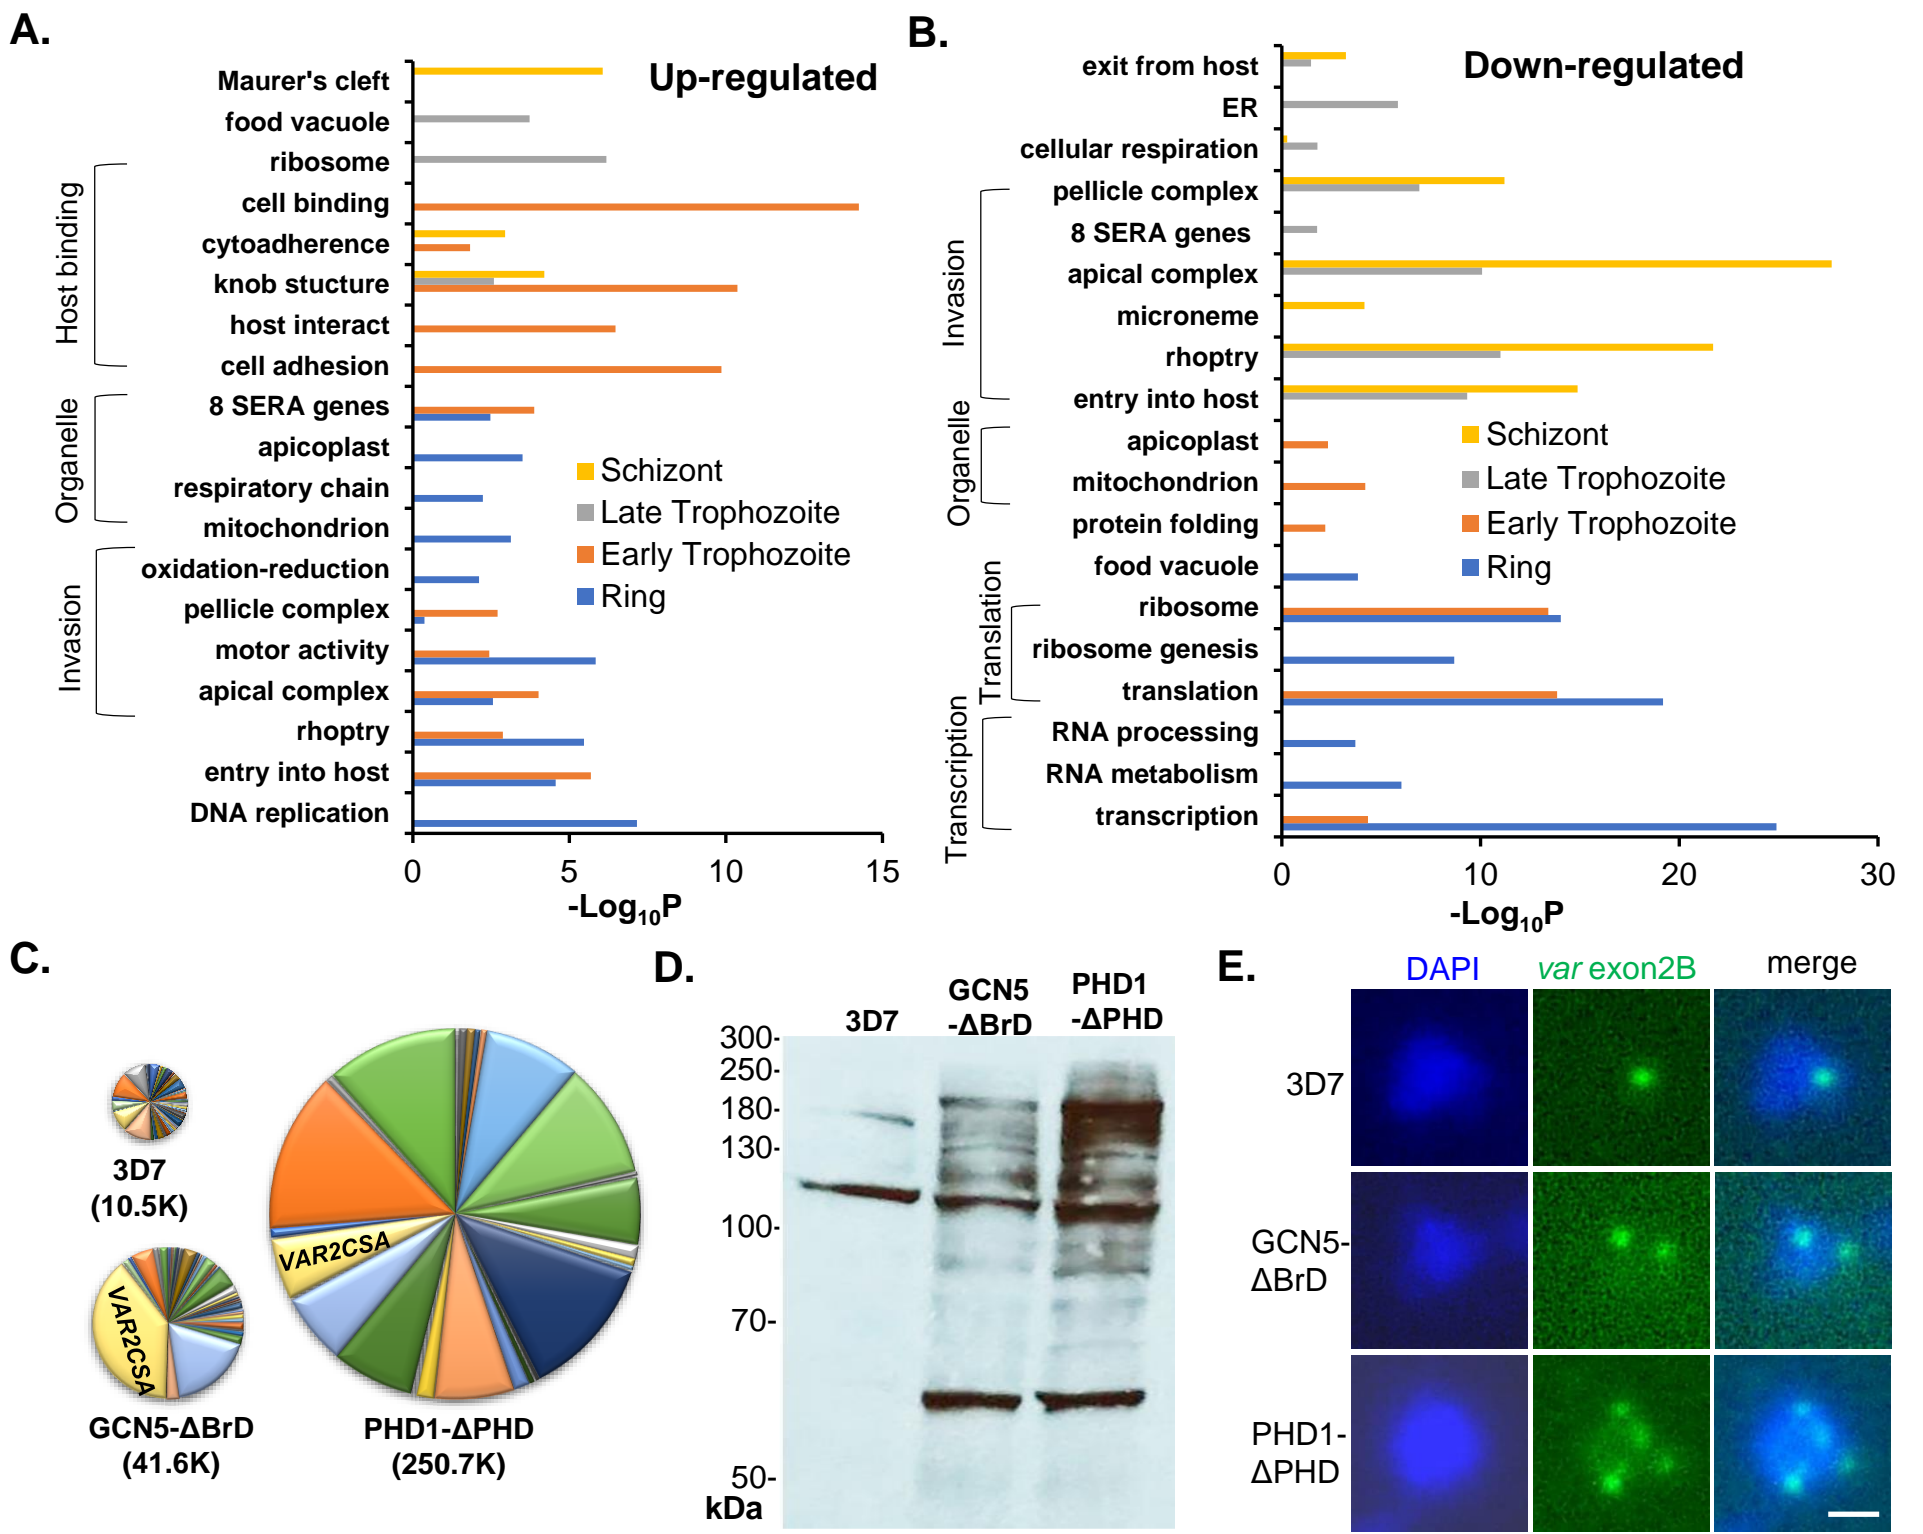 A.
Up-regulated
Maurer's cleft
food vacuole
ribosome
cell binding
cytoadherence
knob stucture
host interact
cell adhesion
8 SERA genes
apicoplast
respiratory chain
mitochondrion
oxidation-reduction
pellicle complex
motor activity
apical complex
rhoptry
entry into host
DNA replication
Host binding
Organelle
Invasion
Schizont
Late Trophozoite
Early Trophozoite
Ring
0 5 10 15
-Log₁₀P
B.
Down-regulated
exit from host
ER
cellular respiration
pellicle complex
8 SERA genes
apical complex
microneme
rhoptry
entry into host
apicoplast
mitochondrion
protein folding
food vacuole
ribosome
ribosome genesis
translation
RNA processing
RNA metabolism
transcription
Invasion
Organelle
Translation
Transcription
Schizont
Late Trophozoite
Early Trophozoite
Ring
0 10 20 30
-Log₁₀P
C.
3D7
(10.5K)
VAR2CSA
GCN5-ΔBrD
(41.6K)
VAR2CSA
PHD1-ΔPHD
(250.7K)
D.
3D7
GCN5
-ΔBrD
PHD1
-ΔPHD
300-
250-
180-
130-
100-
70-
50-
kDa
E.
DAPI
var exon2B
merge
3D7
GCN5-
ΔBrD
PHD1-
ΔPHD